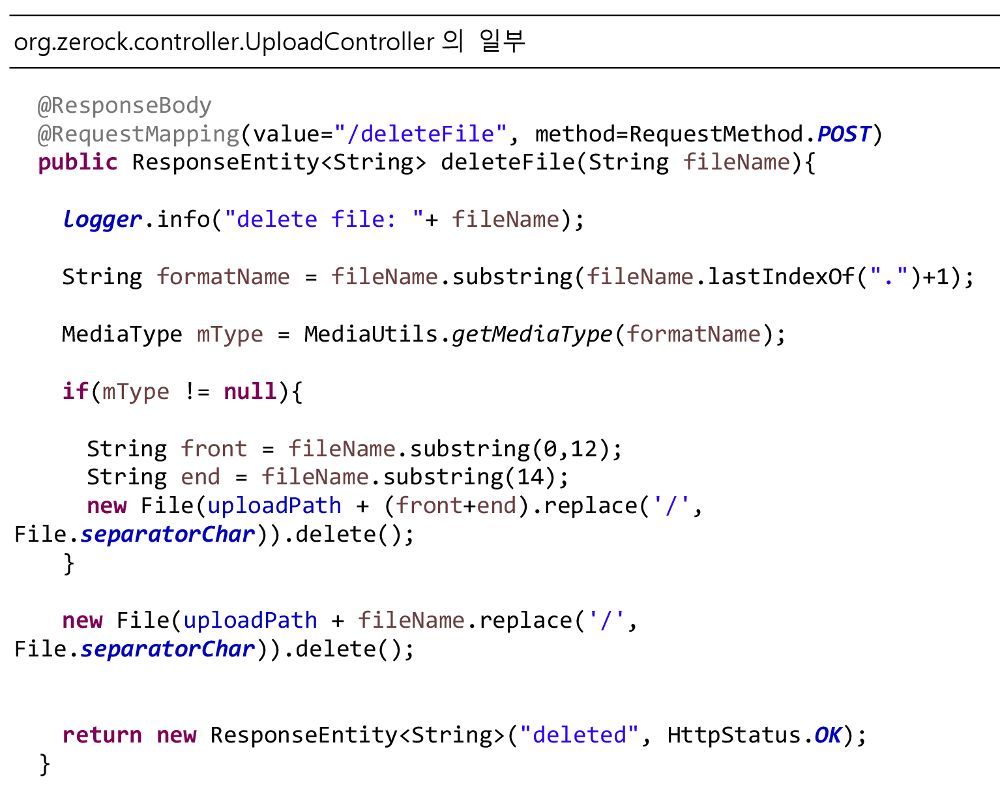 org.zerock.controller.UploadController 의 일부
@ResponseBody
@RequestMapping(value="/deleteFile", method=RequestMethod.POST)
public ResponseEntity<String> deleteFile(String fileName){
logger.info("delete file: "+ fileName);
String formatName = fileName.substring(fileName.lastIndexOf(".")+1);
MediaType mType = MediaUtils.getMediaType(formatName);
if(mType != null){
String front = fileName.substring(0,12);
String end = fileName.substring(14);
new File(uploadPath + (front+end).replace('/',
File.separatorChar)).delete();
}
new File(uploadPath + fileName.replace('/',
File.separatorChar)).delete();
return new ResponseEntity<String>("deleted", HttpStatus.OK);
}